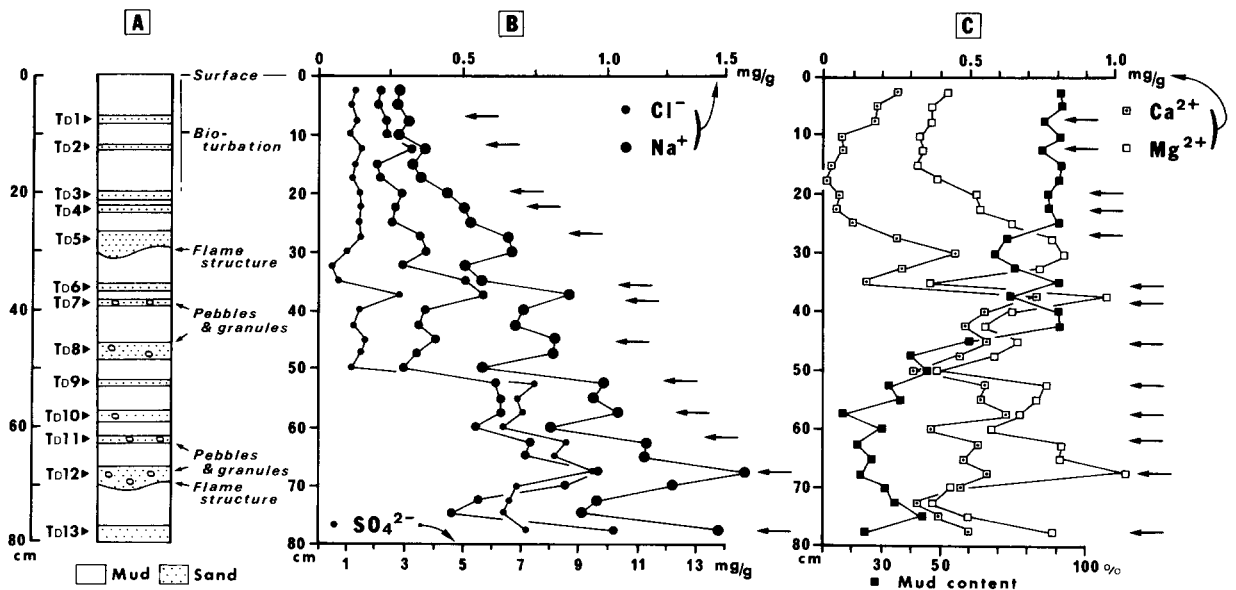 A
B
C
0
20
40
60
80
cm
TD1▸
TD2▸
TD3▸
TD4▸
TD5▸
TD6▸
TD7▸
TD8▸
TD9▸
TD10▸
TD11▸
TD12▸
TD13▸
Surface
Bio-
turbation
Flame
structure
Pebbles
& granules
Pebbles
& granules
Flame
structure
Mud
Sand
0 0.5 1.0 1.5 mg/g
0
10
20
30
40
50
60
70
80
cm
Cl⁻
Na⁺
SO₄²⁻
1 3 5 7 9 11 13 mg/g
0 0.5 1.0 mg/g
0
10
20
30
40
50
60
70
80
cm
Ca²⁺
Mg²⁺
30 50 100 %
Mud content